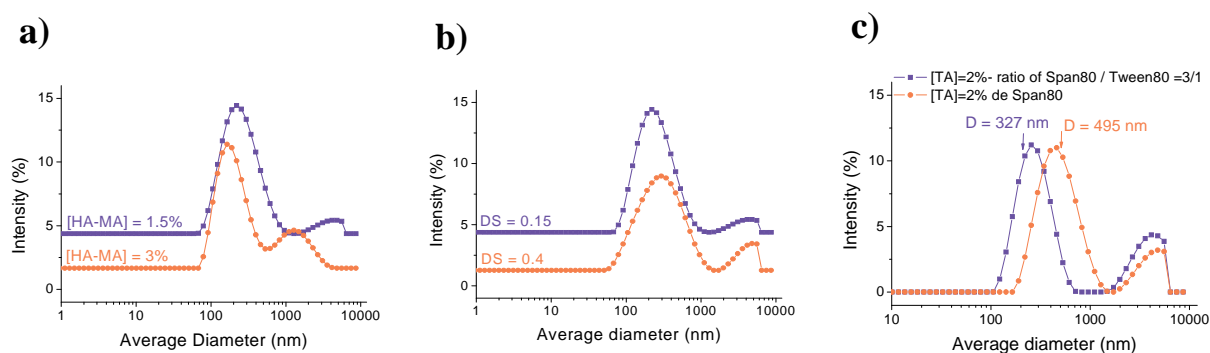 a)
15
10
5
0
Intensity (%)
[HA-MA] = 1.5%
[HA-MA] = 3%
1
10
100
1000
10000
Average Diameter (nm)
b)
15
10
5
0
Intensity (%)
DS = 0.15
DS = 0.4
1
10
100
1000
10000
Average diameter (nm)
c)
[TA]=2%- ratio of Span80 / Tween80 =3/1
[TA]=2% de Span80
15
10
5
0
Intensity (%)
D = 327 nm
D = 495 nm
10
100
1000
10000
Average diameter (nm)